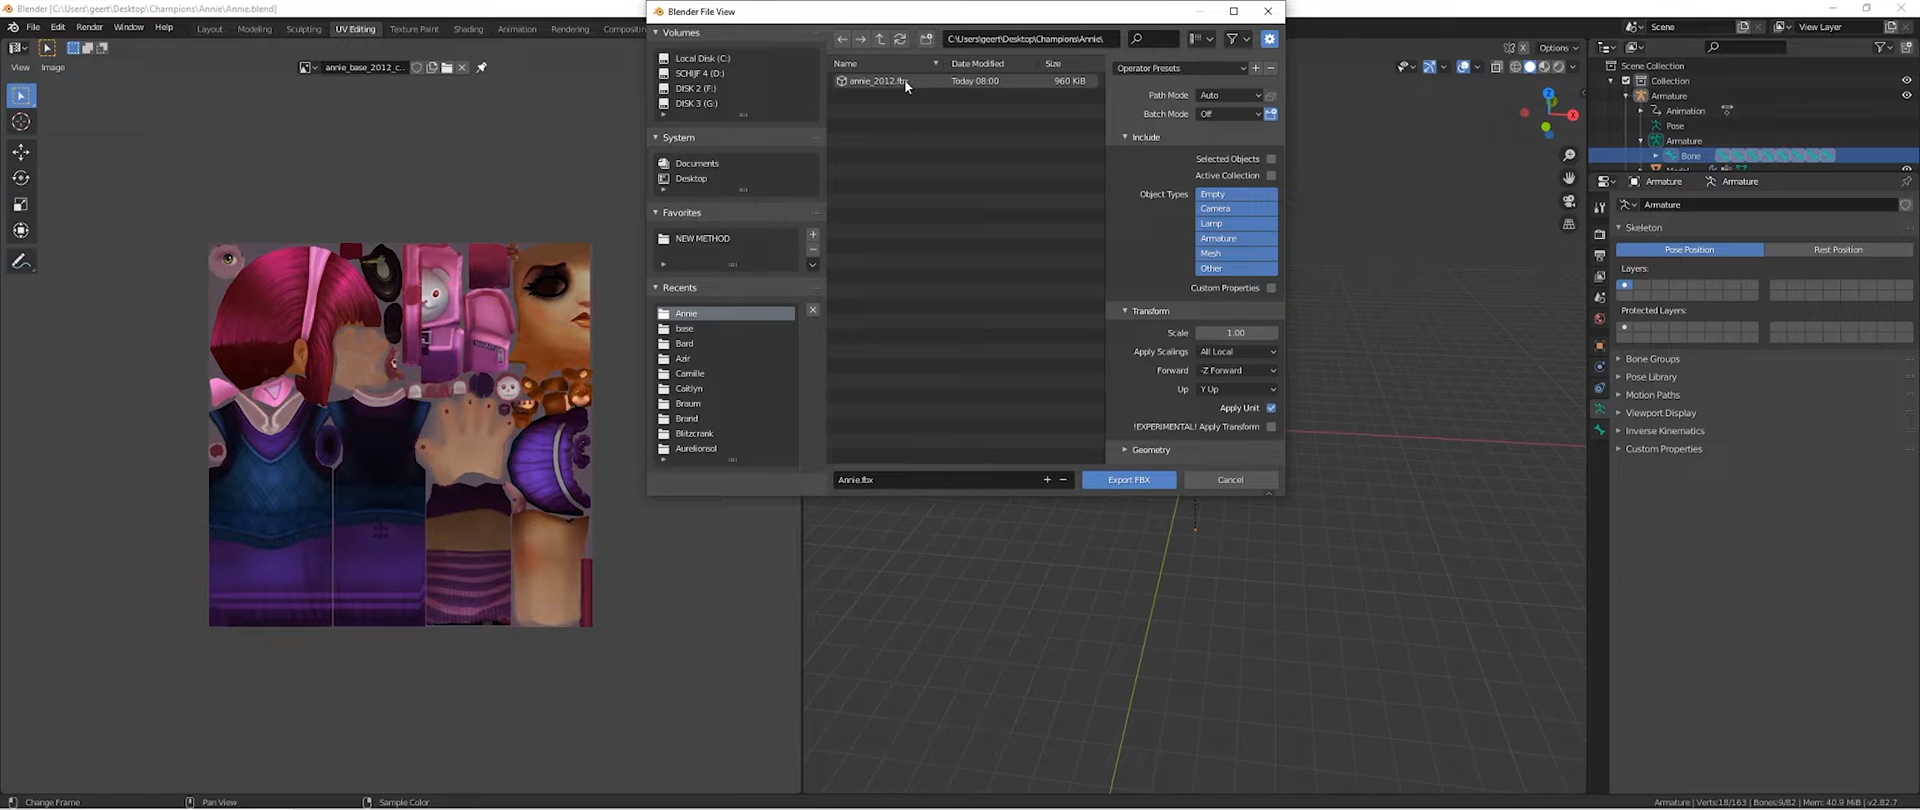 Blender [C:\Users\geert\Desktop\Champions\Annie\Annie.blend]
File Edit Render Window Help
Layout Modeling Sculpting UV Editing Texture Paint Shading Animation Rendering Compositing
Scene
View Layer
View Image
annie_base_2012_c...
Options
Blender File View
Volumes
Local Disk (C:)
SCHIJF 4 (D:)
DISK 2 (F:)
DISK 3 (G:)
System
Documents
Desktop
Favorites
NEW METHOD
Recents
Annie
base
Bard
Azir
Camille
Caitlyn
Braum
Brand
Blitzcrank
Aurelionsol
C:\Users\geert\Desktop\Champions\Annie\
Name Date Modified Size
annie_2012.fbx Today 08:00 960 KiB
Annie.fbx
Export FBX
Cancel
Operator Presets
Path Mode Auto
Batch Mode Off
Include
Selected Objects
Active Collection
Object Types Empty
Camera
Lamp
Armature
Mesh
Other
Custom Properties
Transform
Scale 1.00
Apply Scalings All Local
Forward -Z Forward
Up Y Up
Apply Unit
!EXPERIMENTAL! Apply Transform
Geometry
Z
X
Scene Collection
Collection
Armature
Animation
Pose
Armature
Bone
Armature Armature
Armature
Skeleton
Pose Position Rest Position
Layers:
Protected Layers:
Bone Groups
Pose Library
Motion Paths
Viewport Display
Inverse Kinematics
Custom Properties
Change Frame
Pan View
Sample Color
Armature | Verts:18/163 | Bones:9/82 | Mem: 40.9 MiB | v2.82.7